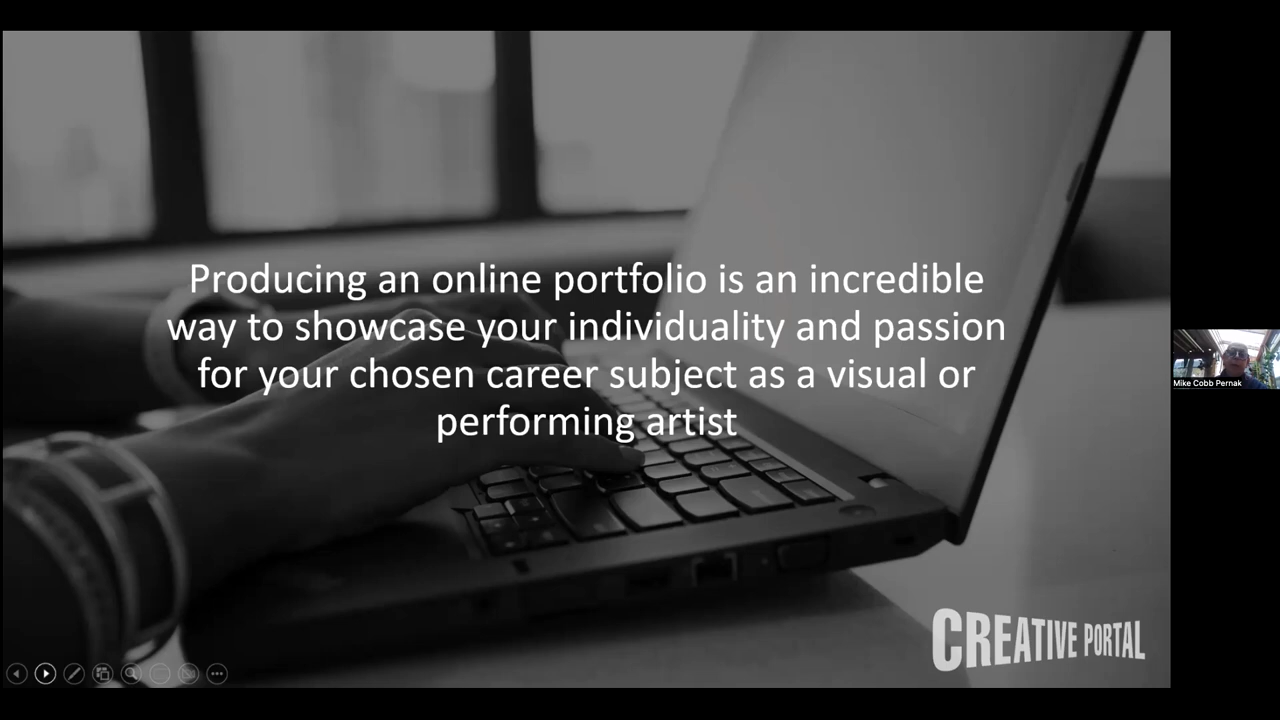 Producing an online portfolio is an incredible
way to showcase your individuality and passion
for your chosen career subject as a visual or
performing artist
Mike Cobb Pernak
CREATIVE PORTAL